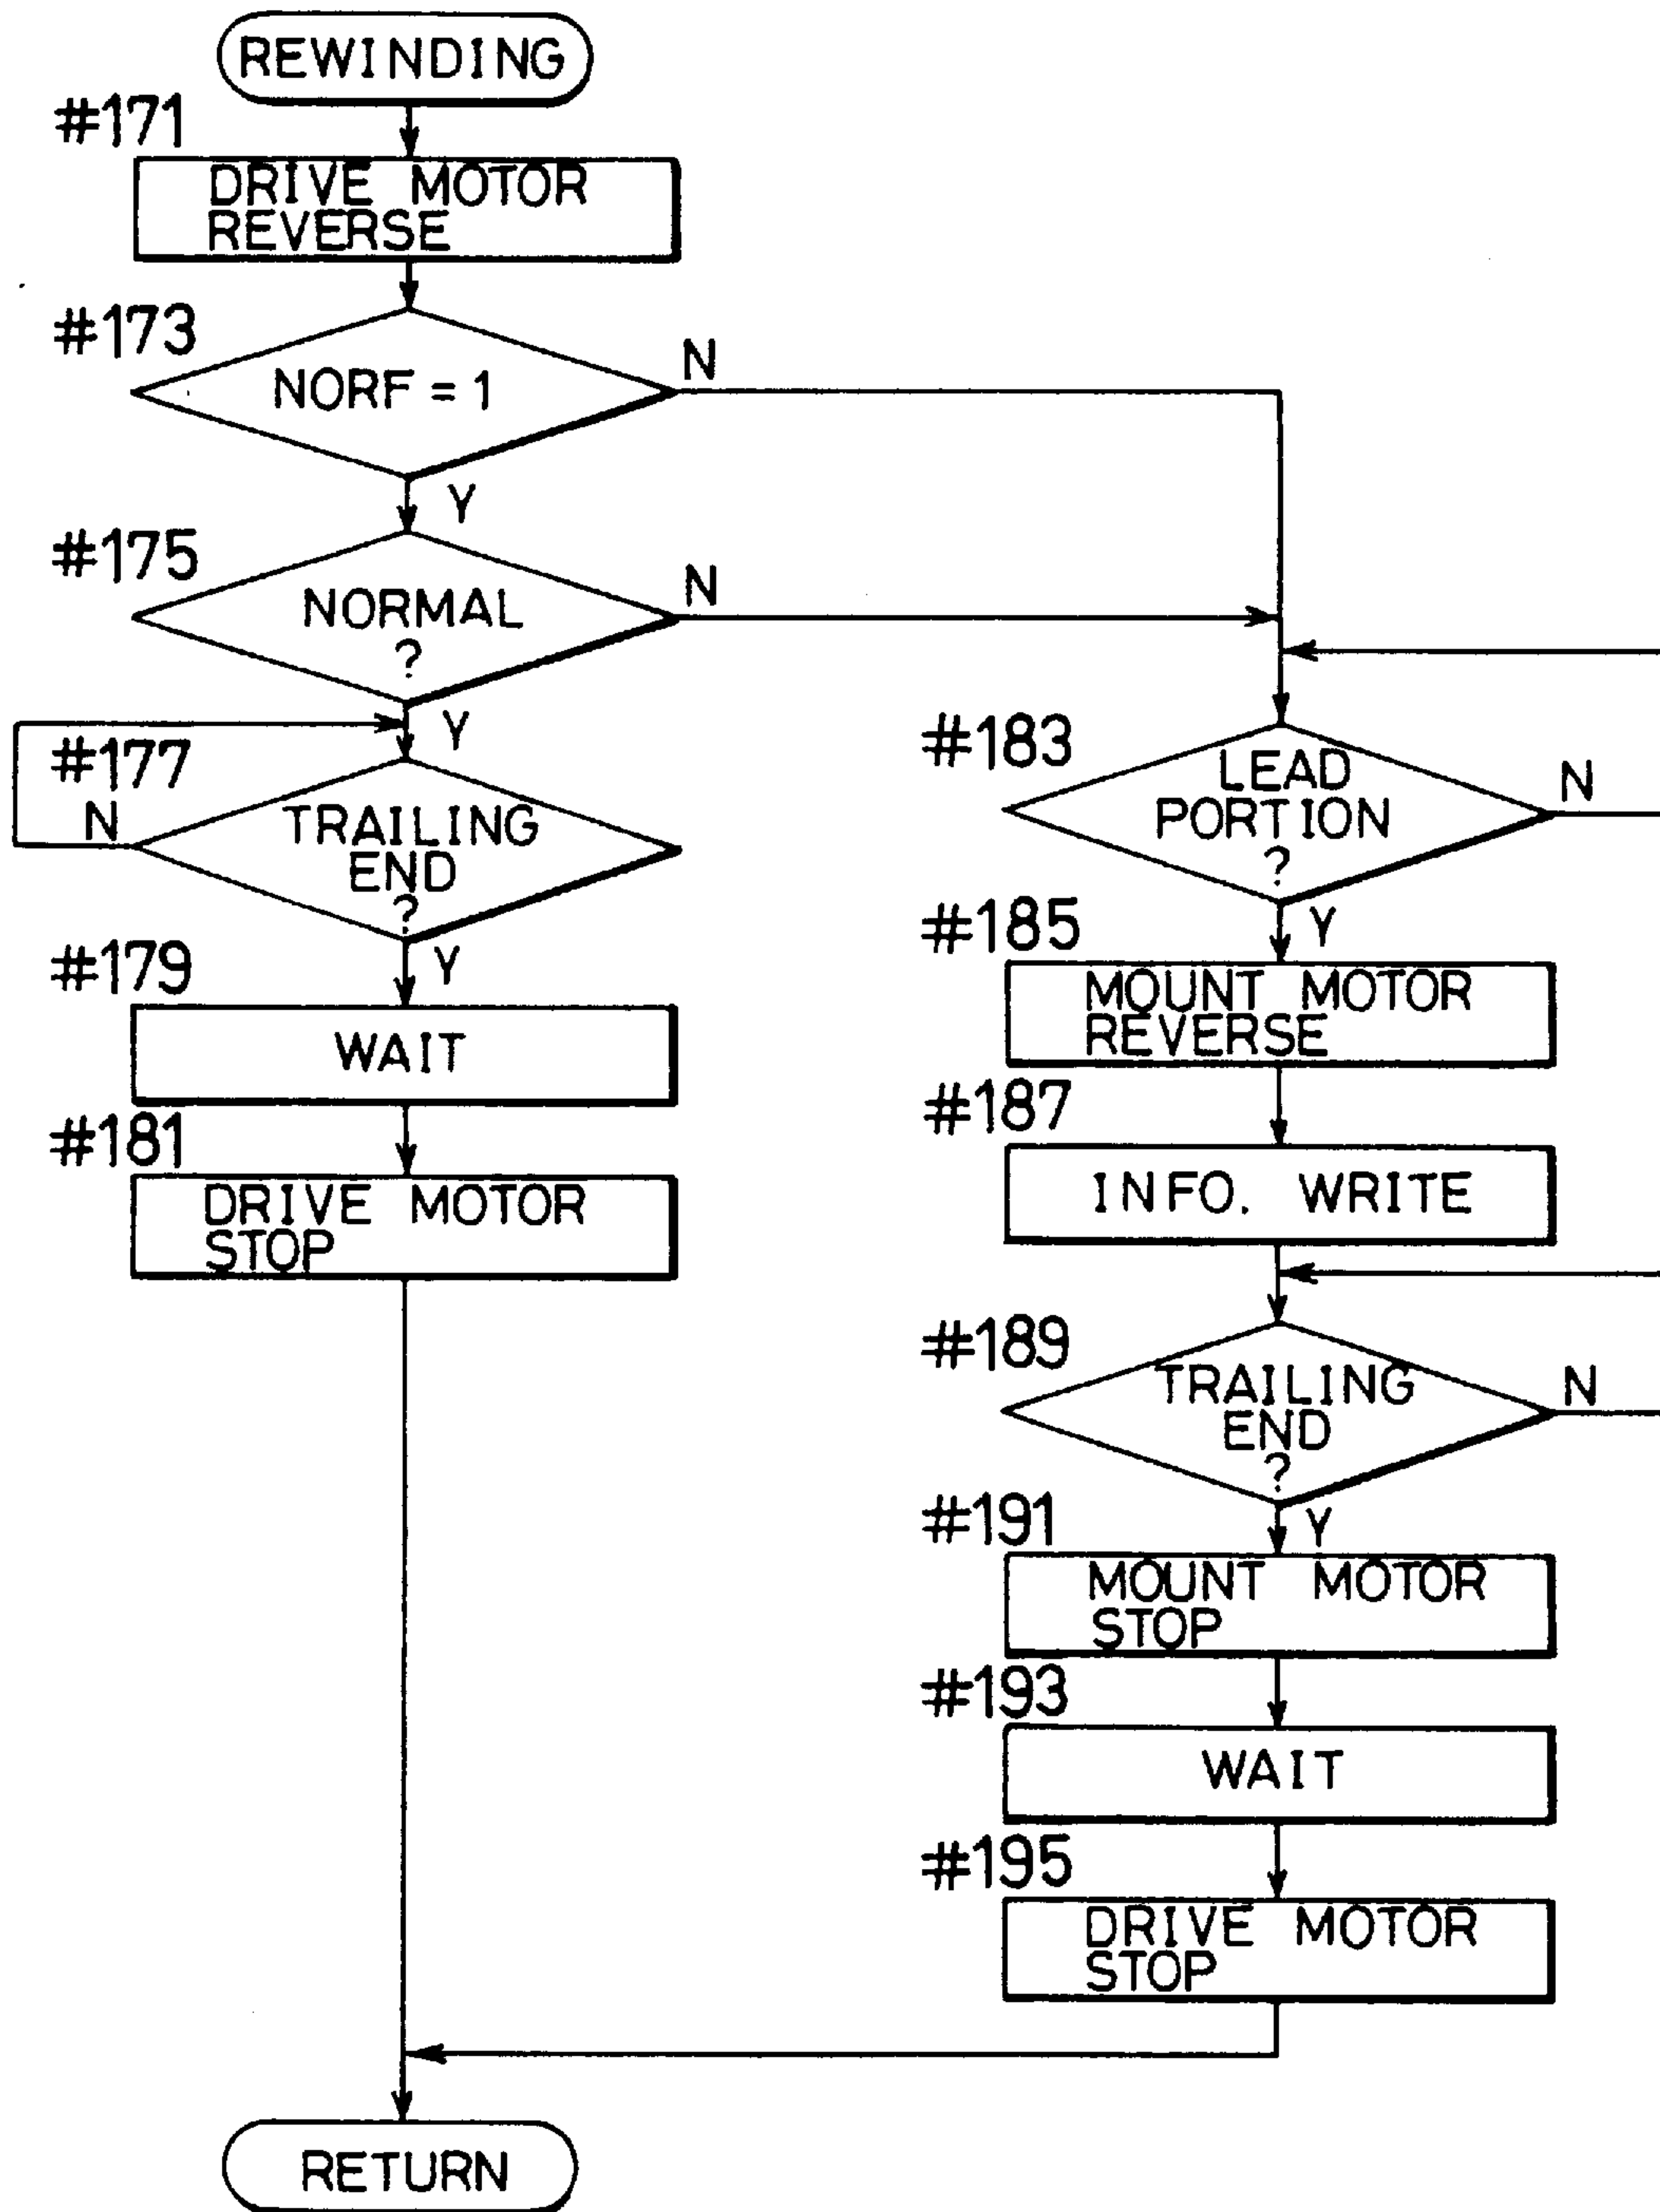 REWINDING
#171
DRIVE MOTOR
REVERSE
#173
NORF = 1
N
Y
#175
NORMAL
?
N
Y
#177
TRAILING
END
?
N
Y
#179
WAIT
#181
DRIVE MOTOR
STOP
#183
LEAD
PORTION
?
N
Y
#185
MOUNT MOTOR
REVERSE
#187
INFO. WRITE
#189
TRAILING
END
?
N
Y
#191
MOUNT MOTOR
STOP
#193
WAIT
#195
DRIVE MOTOR
STOP
RETURN